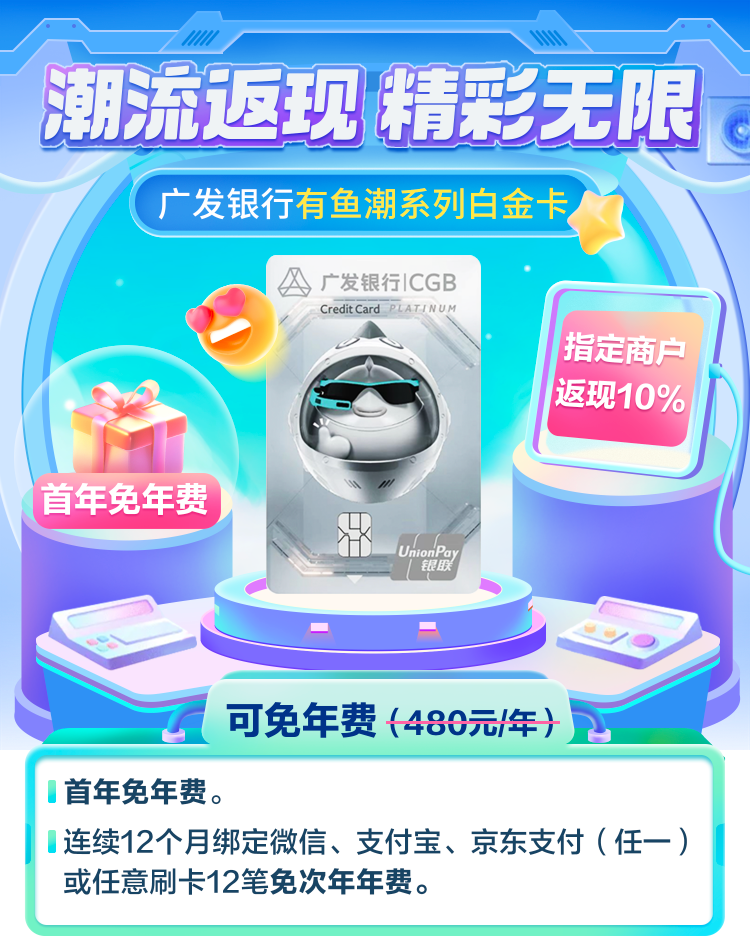 潮流返现 精彩无限
广发银行有鱼潮系列白金卡
广发银行|CGB
Credit Card PLATINUM
指定商户
返现10%
首年免年费
UnionPay
银联
可免年费（480元/年）
首年免年费。
连续12个月绑定微信、支付宝、京东支付（任一）
或任意刷卡12笔免次年年费。